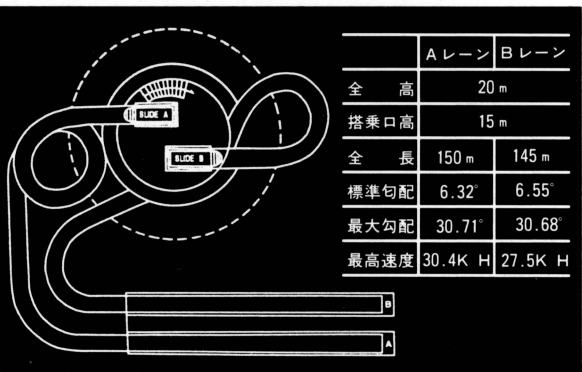 SLIDE A
SLIDE B
B
A
Aレーン Bレーン
全高 20m
搭乗口高 15m
全長 150m 145m
標準匂配 6.32° 6.55°
最大勾配 30.71° 30.68°
最高速度 30.4K H 27.5K H